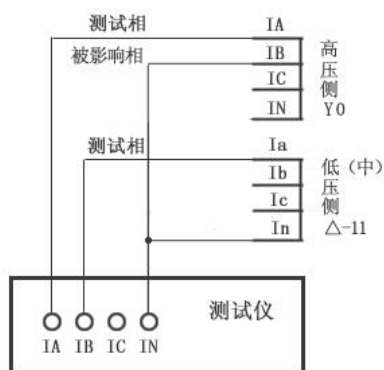 测试相
IA
被影响相
IB
高
压
侧
Y0
IC
IN
测试相
Ia
Ib
Ic
In
低（中）
压
侧
△-11
测试仪
IA IB IC IN